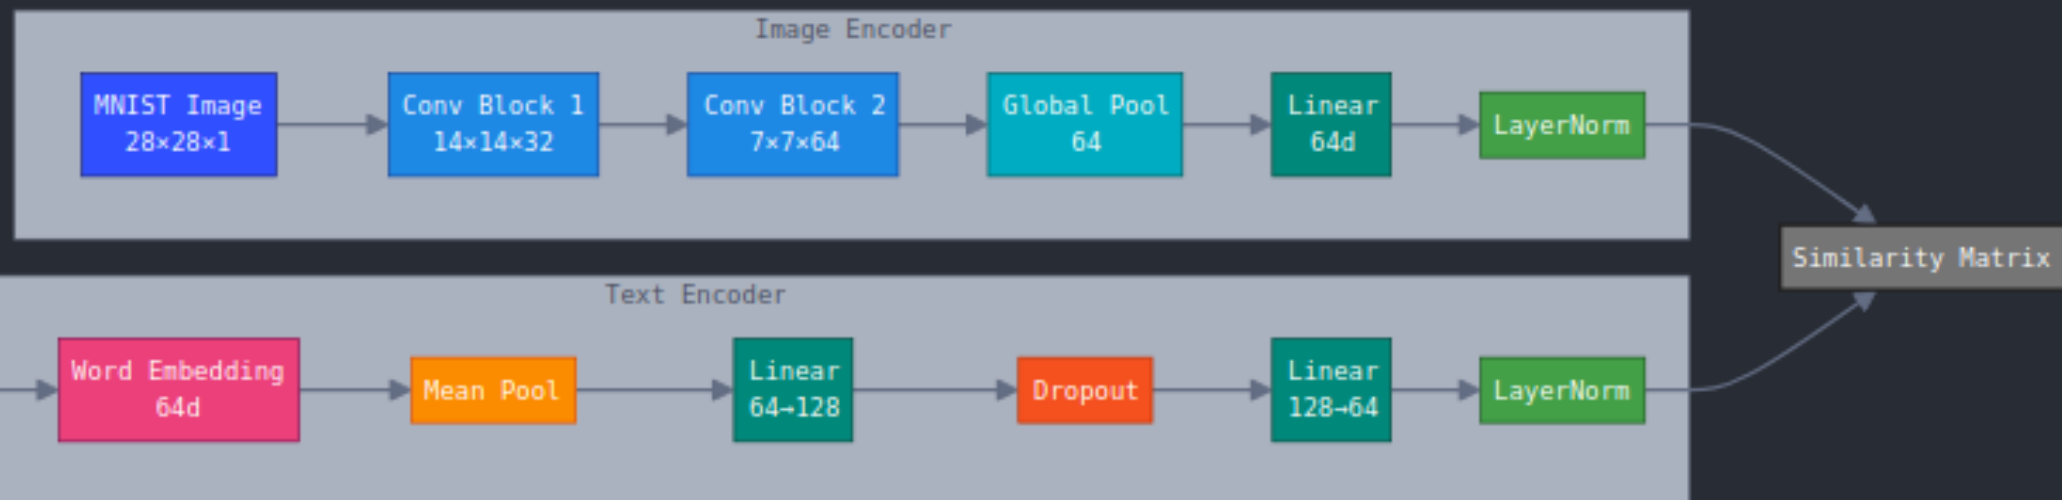 Image Encoder
MNIST Image
28×28×1
Conv Block 1
14×14×32
Conv Block 2
7×7×64
Global Pool
64
Linear
64d
LayerNorm
Similarity Matrix
Text Encoder
Word Embedding
64d
Mean Pool
Linear
64→128
Dropout
Linear
128→64
LayerNorm